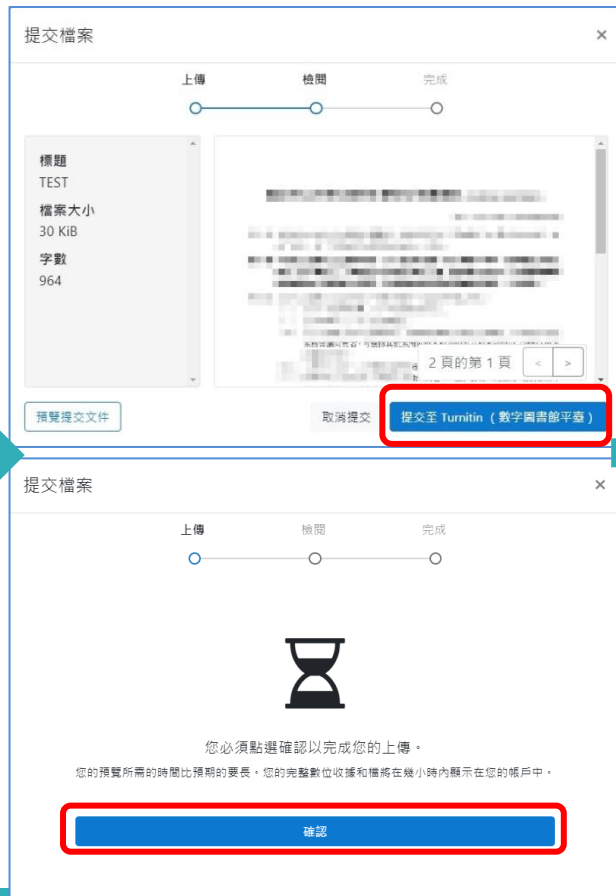 提交檔案
×
上傳 檢閱 完成
標題
TEST
檔案大小
30 KiB
字數
964
2 頁的第 1 頁 < >
預覽提交文件 取消提交 提交至 Turnitin （數字圖書館平臺）
提交檔案
×
上傳 檢閱 完成
您必須點選確認以完成您的上傳。
您的預覽所需的時間比預期的要長。您的完整數位收據和檔將在幾小時內顯示在您的帳戶中。
確認